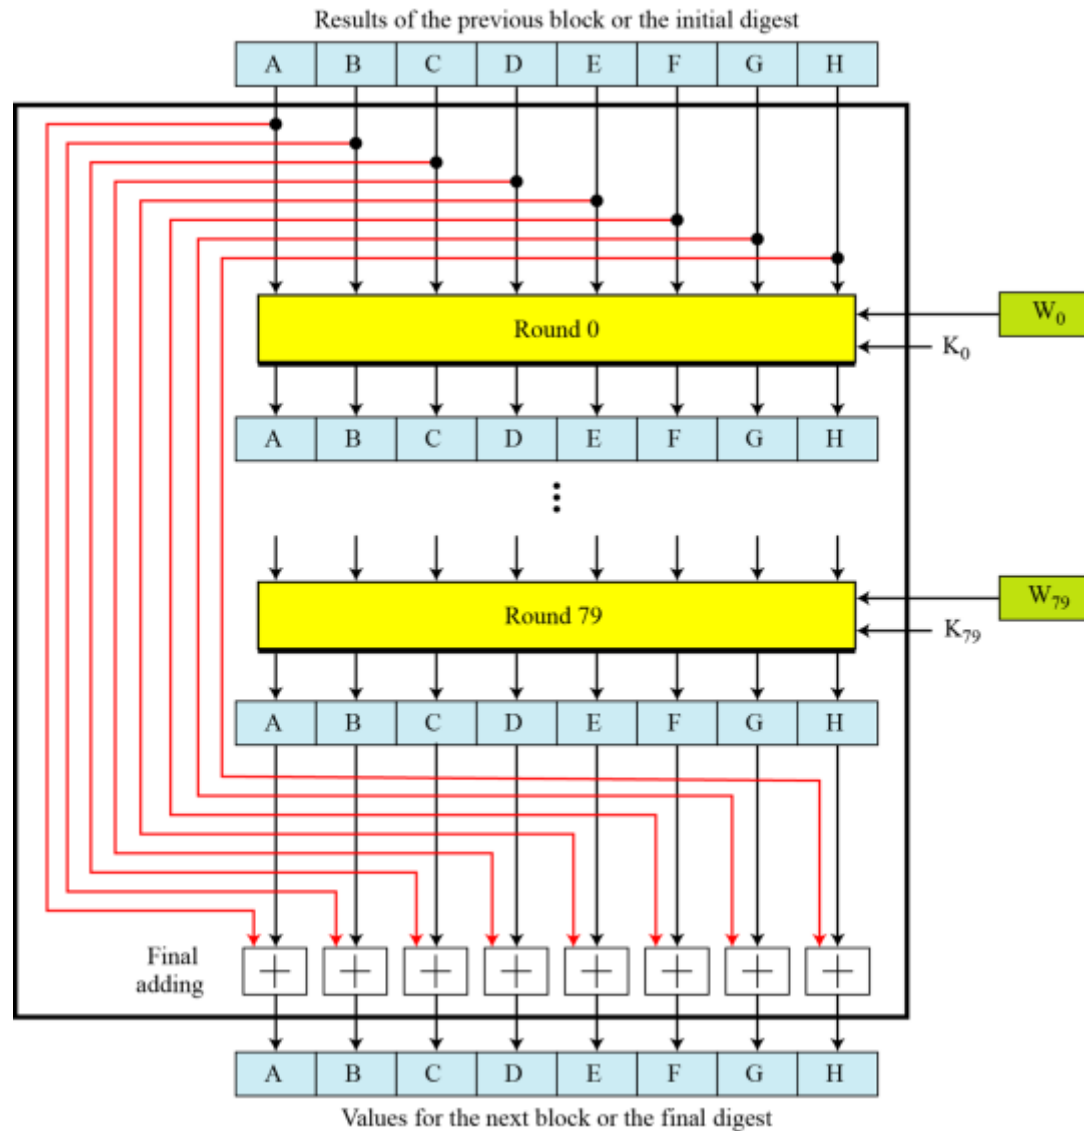 Results of the previous block or the initial digest
A B C D E F G H
Round 0
W0
K0
A B C D E F G H
Round 79
W79
K79
A B C D E F G H
Final
adding
+ + + + + + + +
A B C D E F G H
Values for the next block or the final digest